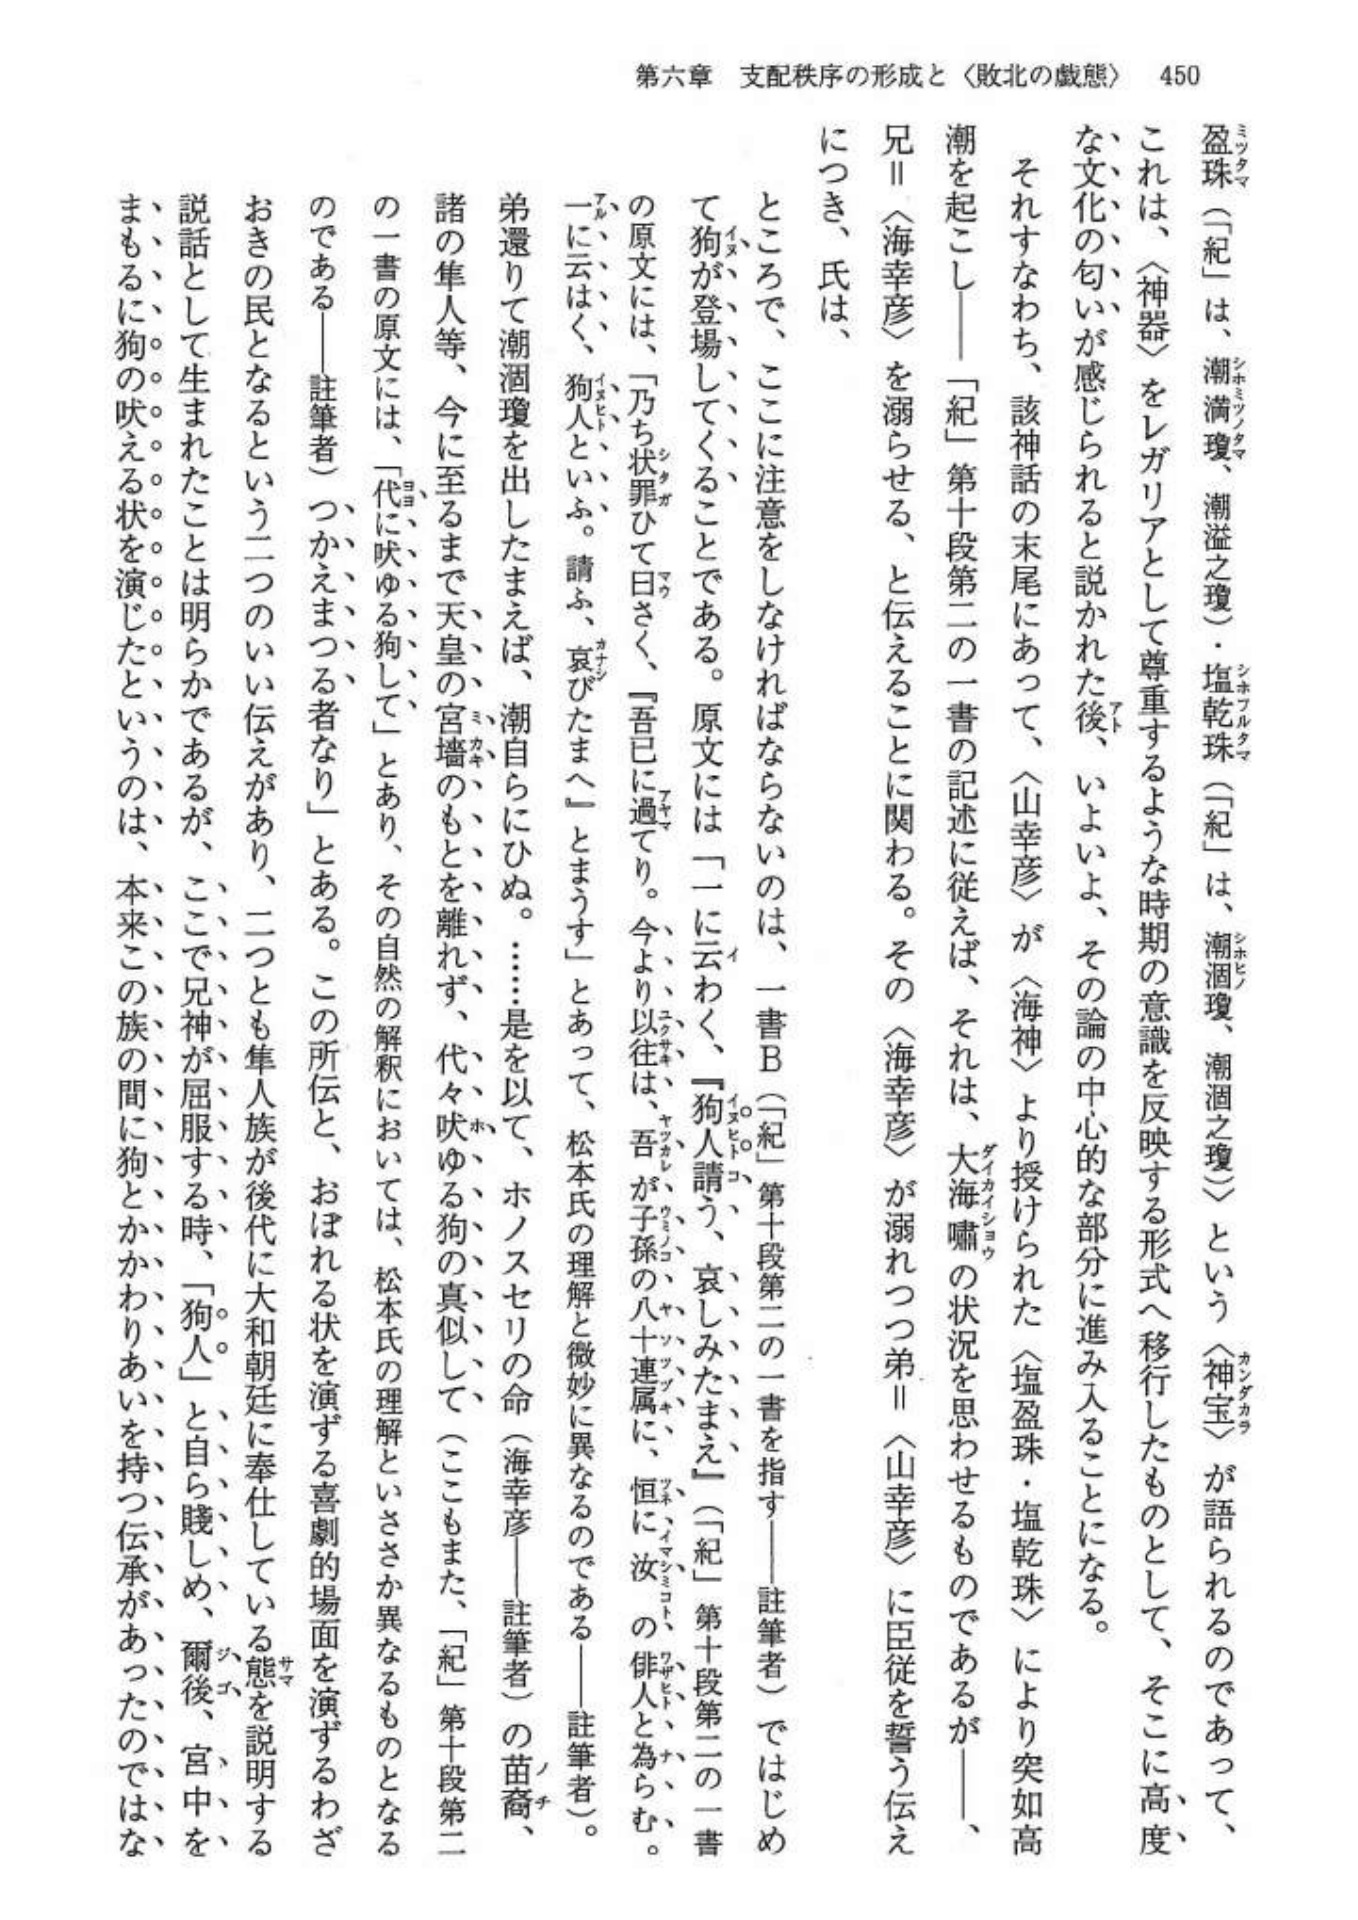 第六章　支配秩序の形成と〈敗北の戯態〉　450
盈珠（「紀」は、潮満瓊、潮溢之瓊）・塩乾珠（「紀」は、潮涸瓊、潮涸之瓊）〉という〈神宝〉が語られるのであって、
これは、〈神器〉をレガリアとして尊重するような時期の意識を反映する形式へ移行したものとして、そこに高度
な文化の匂いが感じられると説かれた後、いよいよ、その論の中心的な部分に進み入ることになる。
　それすなわち、該神話の末尾にあって、〈山幸彦〉が〈海神〉より授けられた〈塩盈珠・塩乾珠〉により突如高
潮を起こし――「紀」第十段第二の一書の記述に従えば、それは、大海嘯の状況を思わせるものであるが――、
兄＝〈海幸彦〉を溺らせる、と伝えることに関わる。その〈海幸彦〉が溺れつつ弟＝〈山幸彦〉に臣従を誓う伝え
につき、氏は、
ところで、ここに注意をしなければならないのは、一書Ｂ（「紀」第十段第二の一書を指す――註筆者）ではじめ
て狗が登場してくることである。原文には「一に云わく、『狗人請う、哀しみたまえ』（「紀」第十段第二の一書
の原文には、「乃ち状罪ひて曰さく、『吾已に過てり。今より以往は、吾が子孫の八十連属に、恒に汝の俳人と為らむ。
一に云はく、狗人といふ。請ふ、哀びたまへ』とまうす」とあって、松本氏の理解と微妙に異なるのである――註筆者）。
弟還りて潮涸瓊を出したまえば、潮自らにひぬ。……是を以て、ホノスセリの命（海幸彦――註筆者）の苗裔、
諸の隼人等、今に至るまで天皇の宮墻のもとを離れず、代々吠ゆる狗の真似して（ここもまた、「紀」第十段第二
の一書の原文には、「代に吠ゆる狗して」とあり、その自然の解釈においては、松本氏の理解といささか異なるものとなる
のである――註筆者）つかえまつる者なり」とある。この所伝と、おぼれる状を演ずる喜劇的場面を演ずるわざ
おきの民となるという二つのいい伝えがあり、二つとも隼人族が後代に大和朝廷に奉仕している態を説明する
説話として生まれたことは明らかであるが、ここで兄神が屈服する時、「狗人」と自ら賤しめ、爾後、宮中を
まもるに狗の吠える状を演じたというのは、本来この族の間に狗とかかわりあいを持つ伝承があったのではな